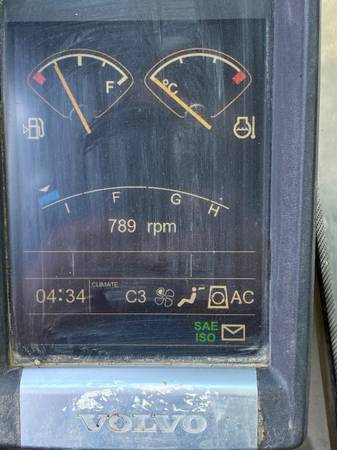 F °C
I F G H
789 rpm
CLIMATE
04:34 C3 AC
SAE
ISO
VOLVO